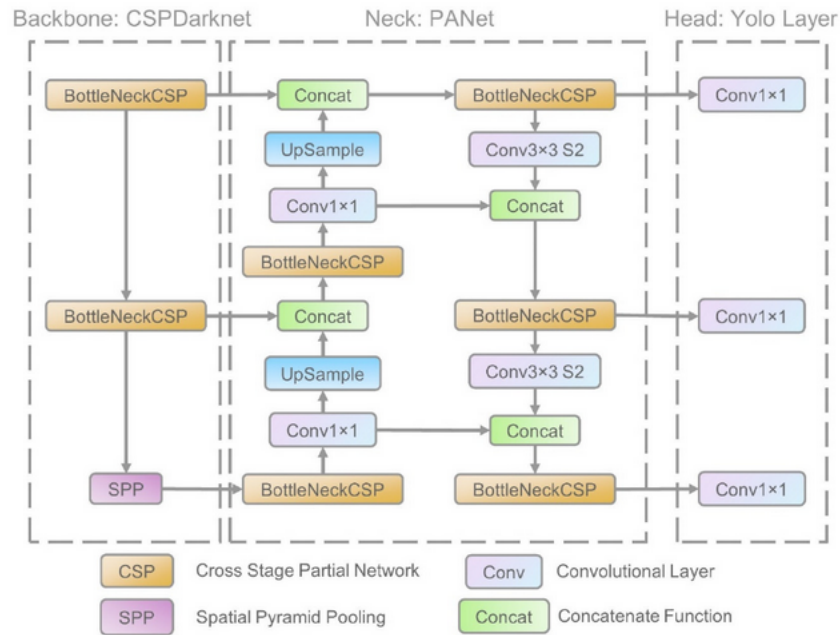 Backbone: CSPDarknet
Neck: PANet
Head: Yolo Layer
BottleNeckCSP
Concat
BottleNeckCSP
Conv1×1
UpSample
Conv3×3 S2
Conv1×1
Concat
BottleNeckCSP
BottleNeckCSP
Concat
BottleNeckCSP
Conv1×1
UpSample
Conv3×3 S2
Conv1×1
Concat
SPP
BottleNeckCSP
BottleNeckCSP
Conv1×1
CSP
Cross Stage Partial Network
Conv
Convolutional Layer
SPP
Spatial Pyramid Pooling
Concat
Concatenate Function